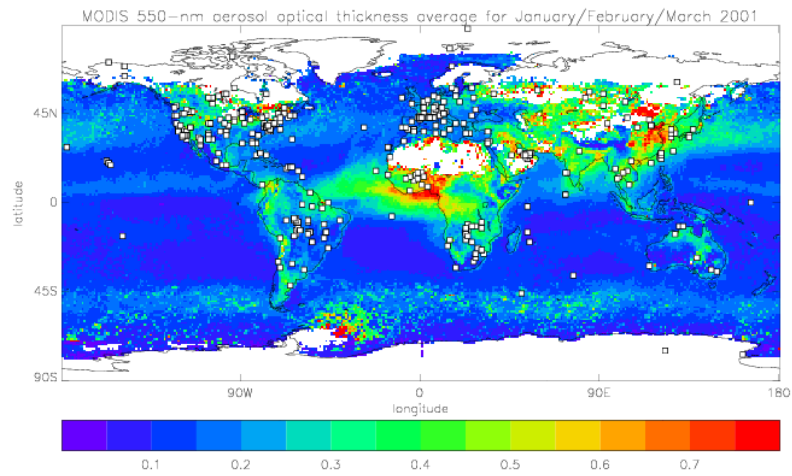 MODIS 550-nm aerosol optical thickness average for January/February/March 2001
45N
latitude
0
45S
90S
90W 0 90E 180
longitude
0.1 0.2 0.3 0.4 0.5 0.6 0.7